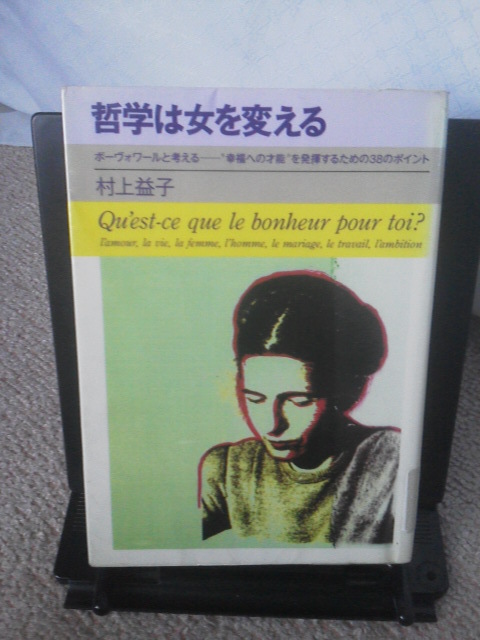 哲学は女を変える
ボーヴォワールと考える——“幸福への才能”を発揮するための38のポイント
村上益子
Qu'est-ce que le bonheur pour toi?
l'amour, la vie, la femme, l'homme, le mariage, le travail, l'ambition